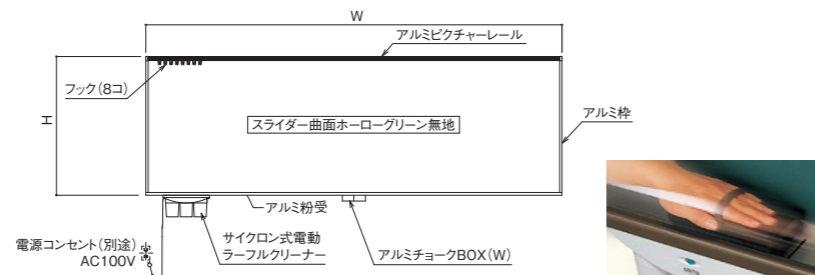 W
アルミピクチャーレール
フック(8コ)
H
アルミ枠
スライダー曲面ホーローグリーン無地
アルミ粉受
サイクロン式電動
ラーフルクリーナー
アルミチョークBOX(W)
電源コンセント(別途)
AC100V